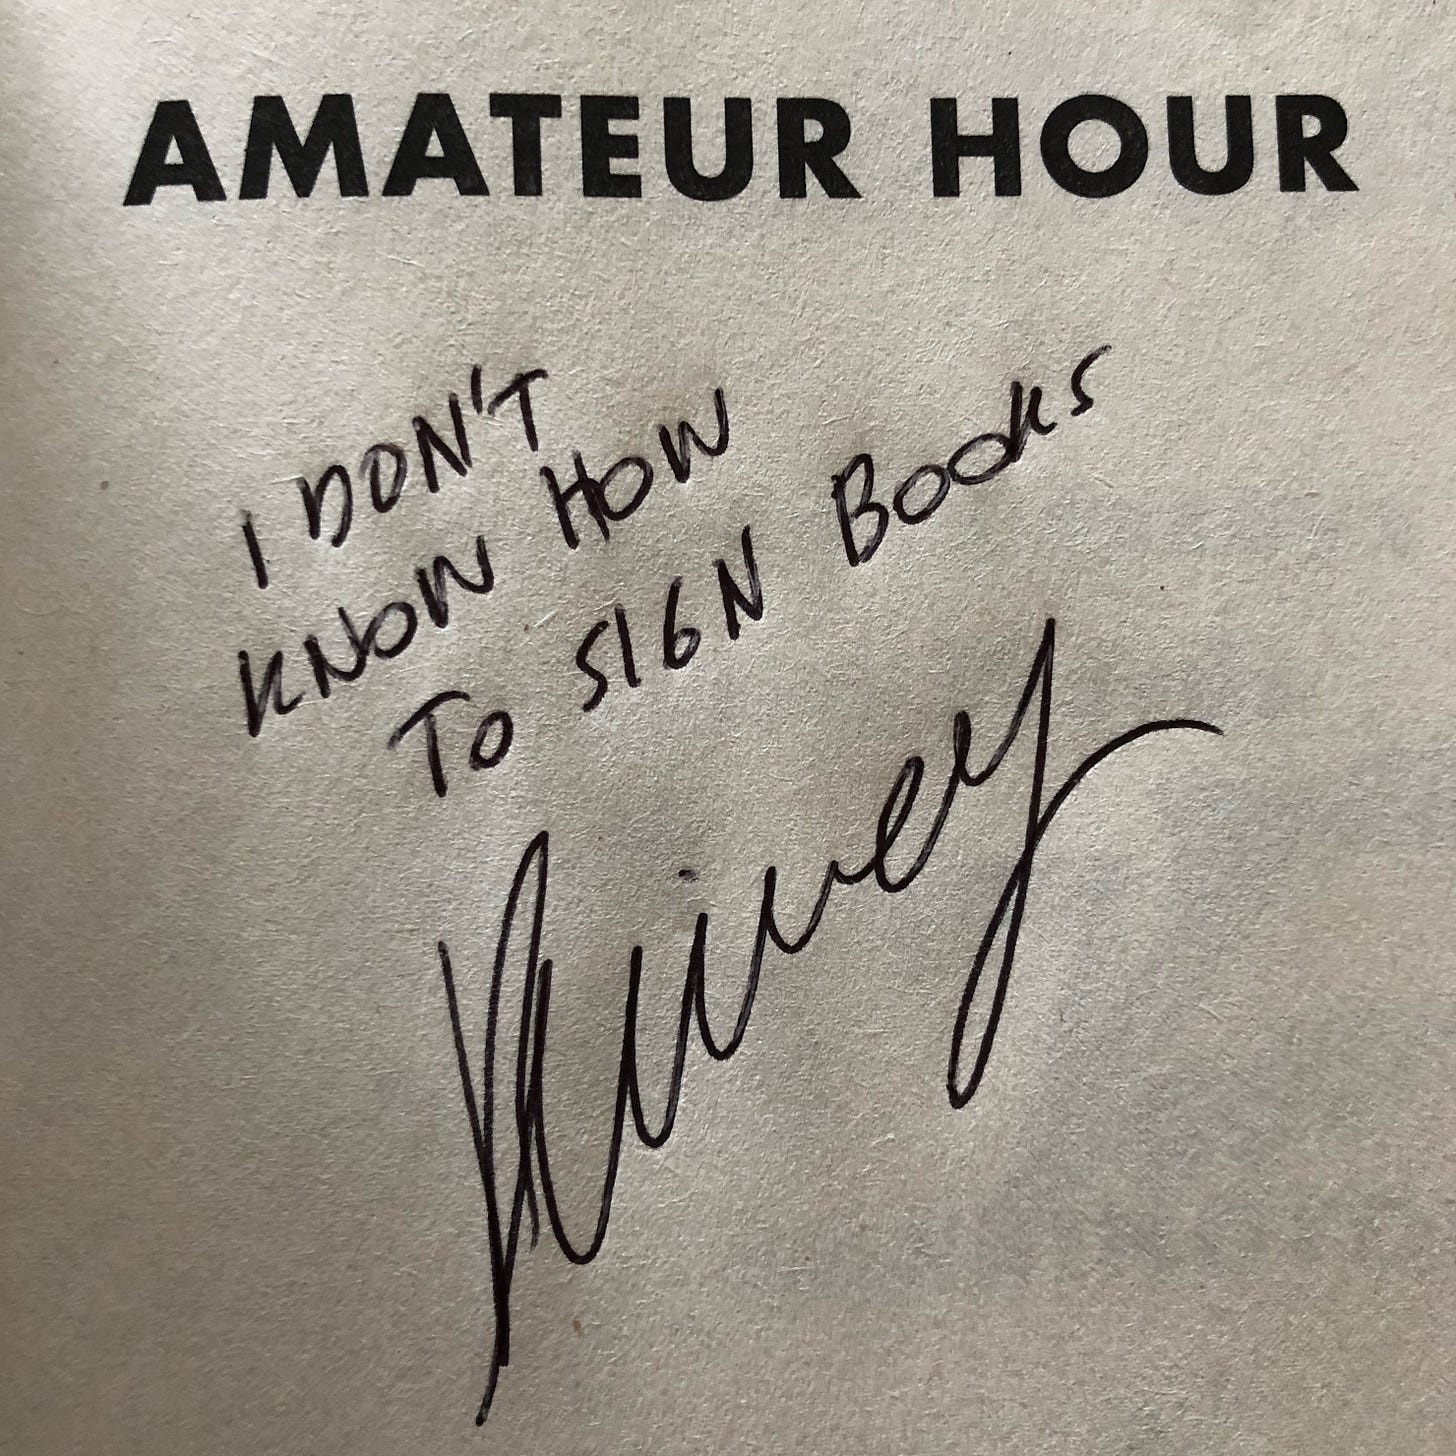 AMATEUR HOUR
I DON'T
KNOW HOW
TO SIGN BOOKS